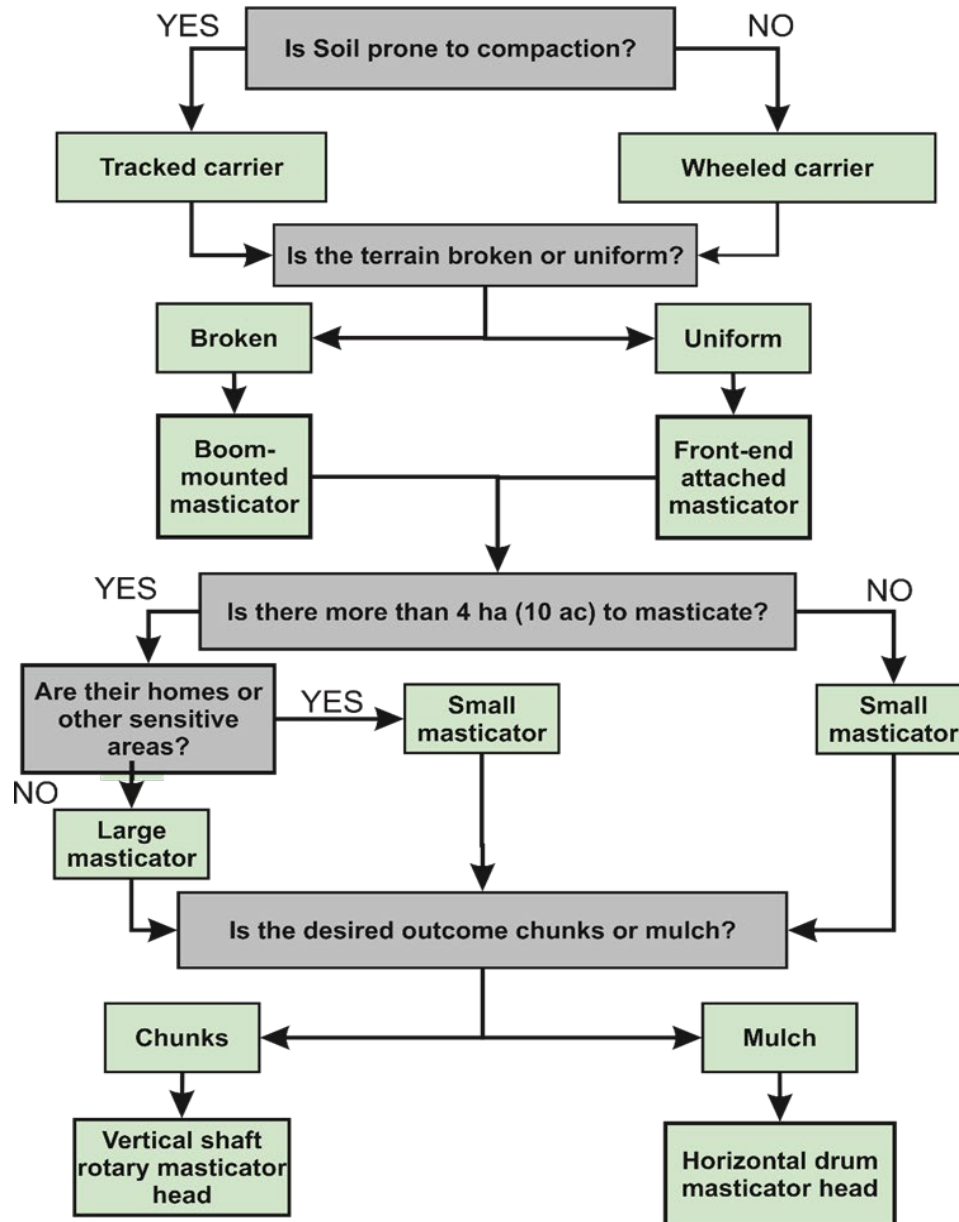 YES
NO
Is Soil prone to compaction?
Tracked carrier
Wheeled carrier
Is the terrain broken or uniform?
Broken
Uniform
Boom-
mounted
masticator
Front-end
attached
masticator
YES
NO
Is there more than 4 ha (10 ac) to masticate?
Are their homes or
other sensitive
areas?
YES
Small
masticator
Small
masticator
NO
Large
masticator
Is the desired outcome chunks or mulch?
Chunks
Mulch
Vertical shaft
rotary masticator
head
Horizontal drum
masticator head